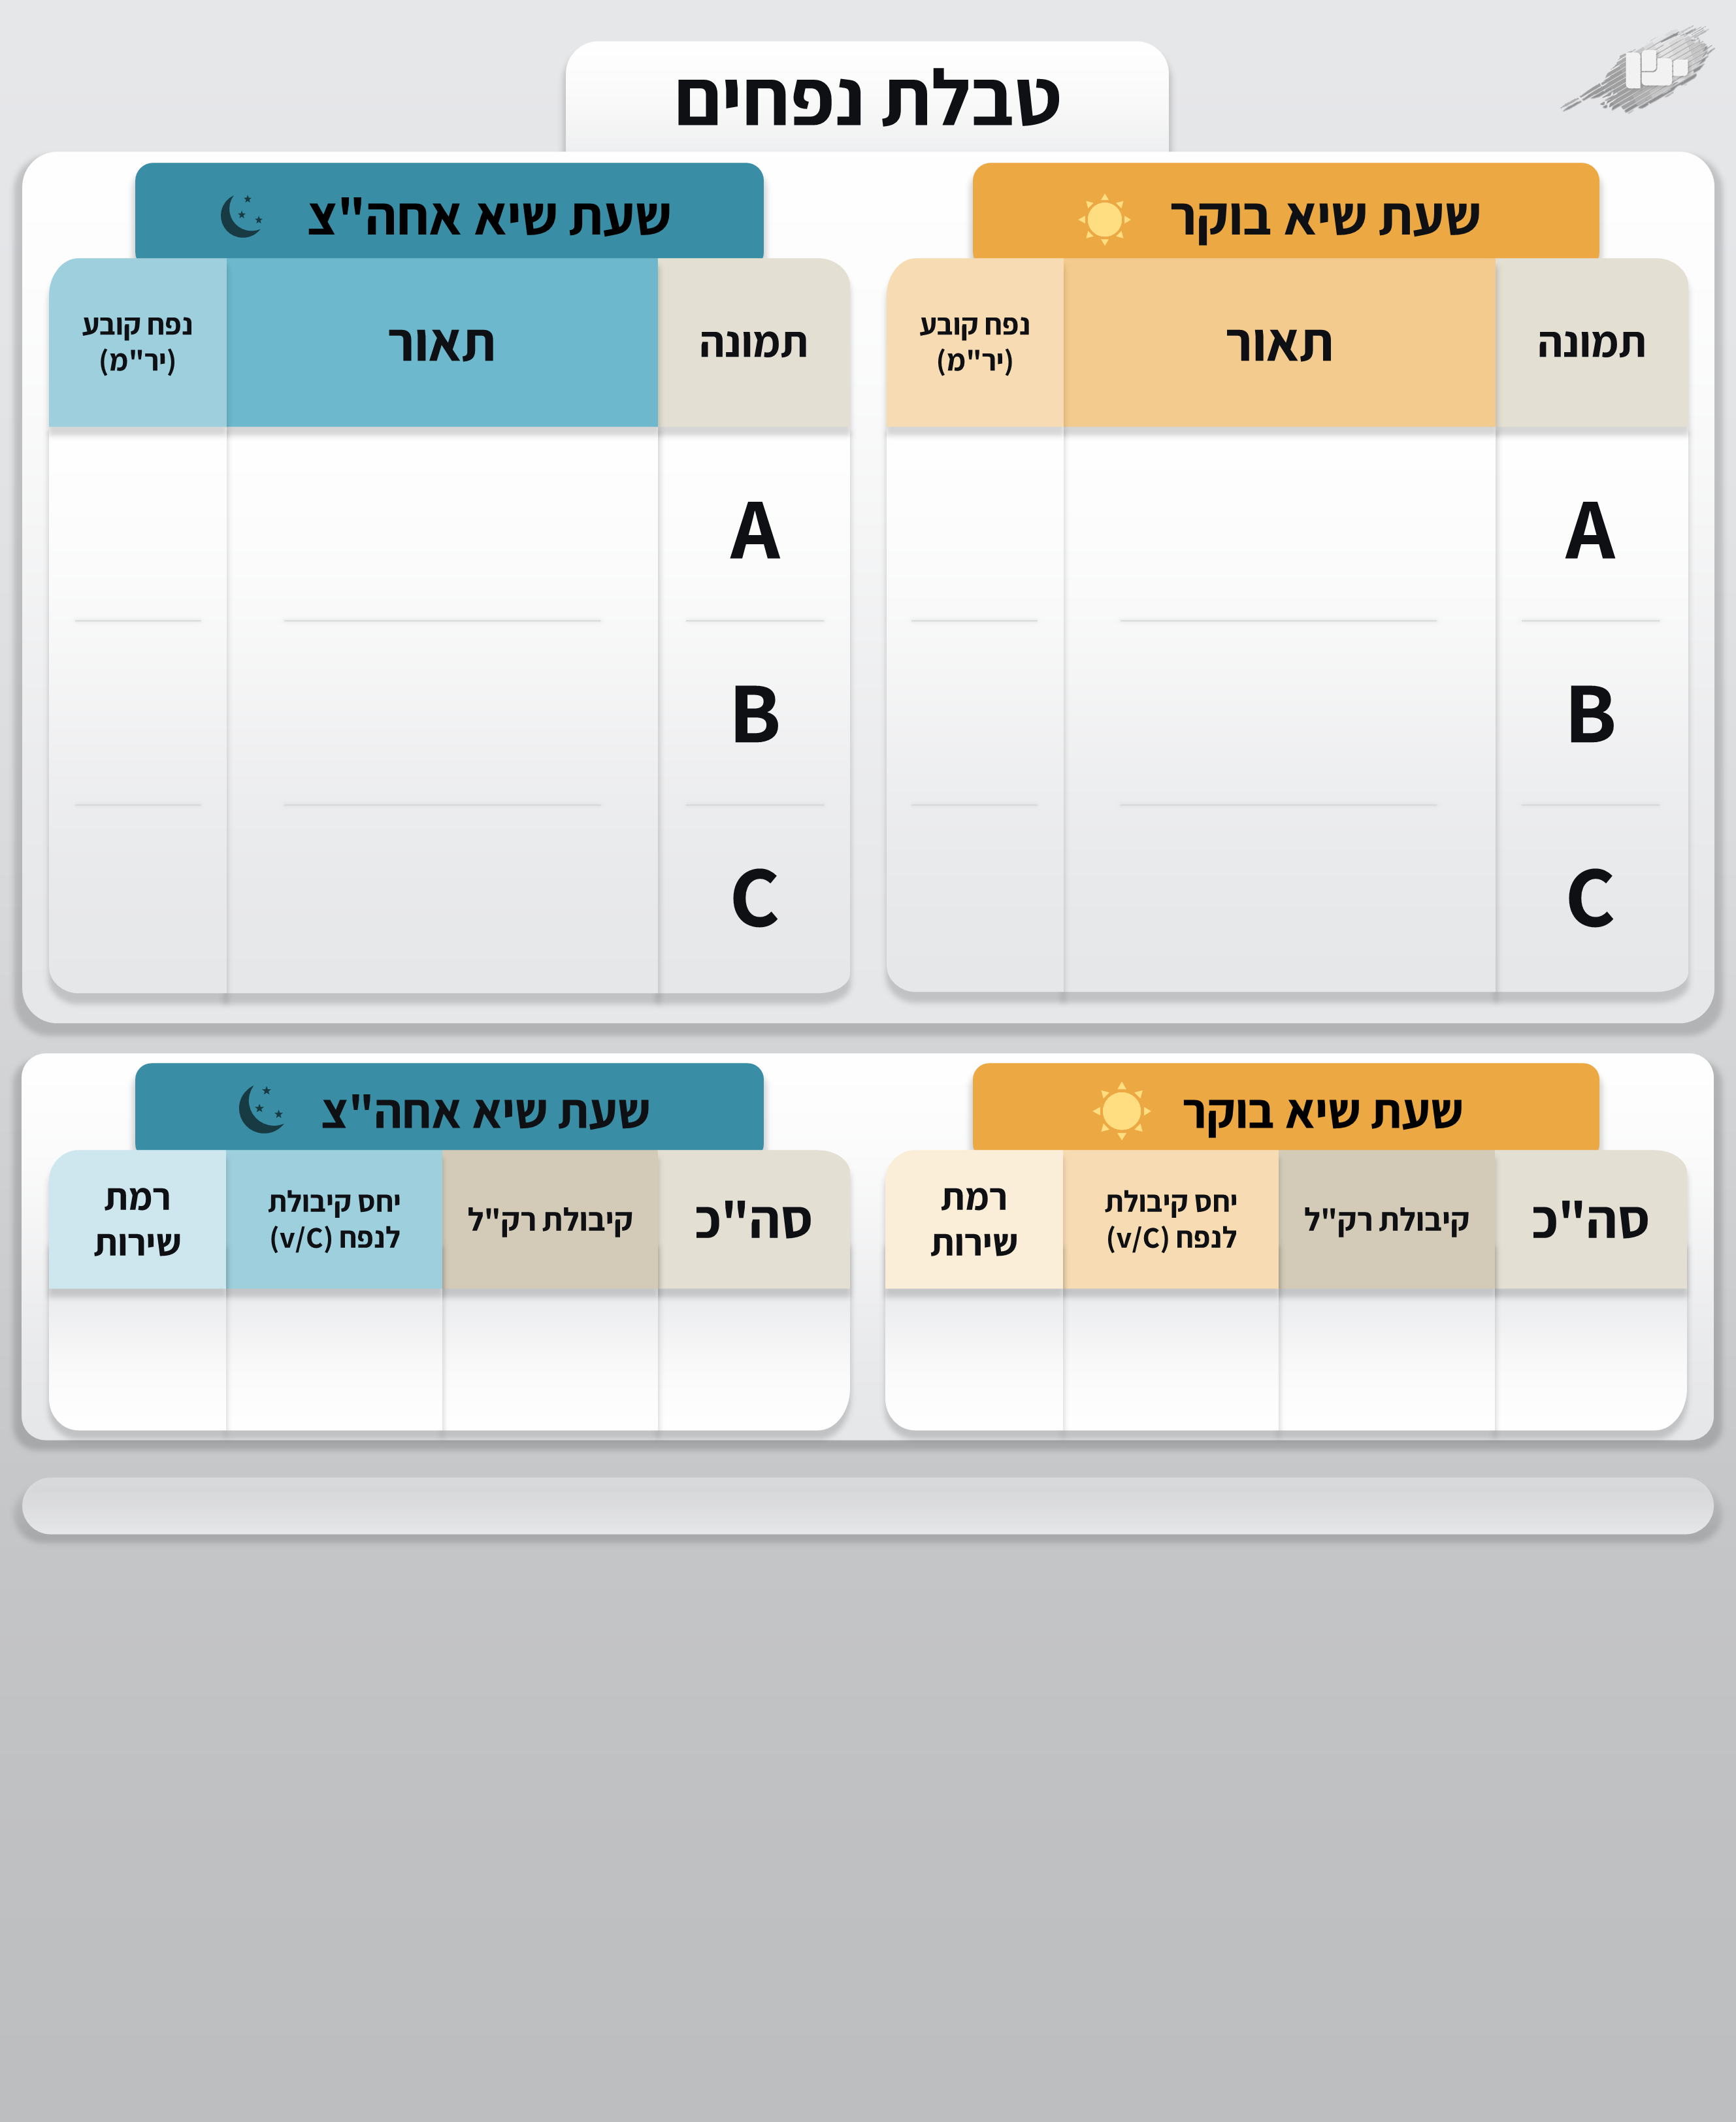 טבלת נפחים
שעת שיא בוקר
תמונה
תאור
נפח קובע
(יר"מ)
A
B
C
שעת שיא אחה"צ
תמונה
תאור
נפח קובע
(יר"מ)
A
B
C
שעת שיא בוקר
סה"כ
קיבולת רק"ל
יחס קיבולת
לנפח (v/C)
רמת
שירות
שעת שיא אחה"צ
סה"כ
קיבולת רק"ל
יחס קיבולת
לנפח (v/C)
רמת
שירות